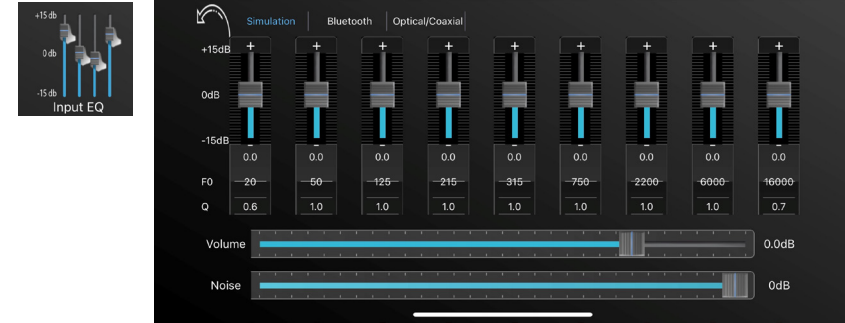 +15 db
0 db
-15 db
Input EQ
Simulation Bluetooth Optical/Coaxial
+15dB + + + + + + + + +
0dB
-15dB - - - - - - - - -
0.0 0.0 0.0 0.0 0.0 0.0 0.0 0.0 0.0
F0 20 50 125 215 315 750 2200 6000 16000
Q 0.6 1.0 1.0 1.0 1.0 1.0 1.0 1.0 0.7
Volume 0.0dB
Noise 0dB